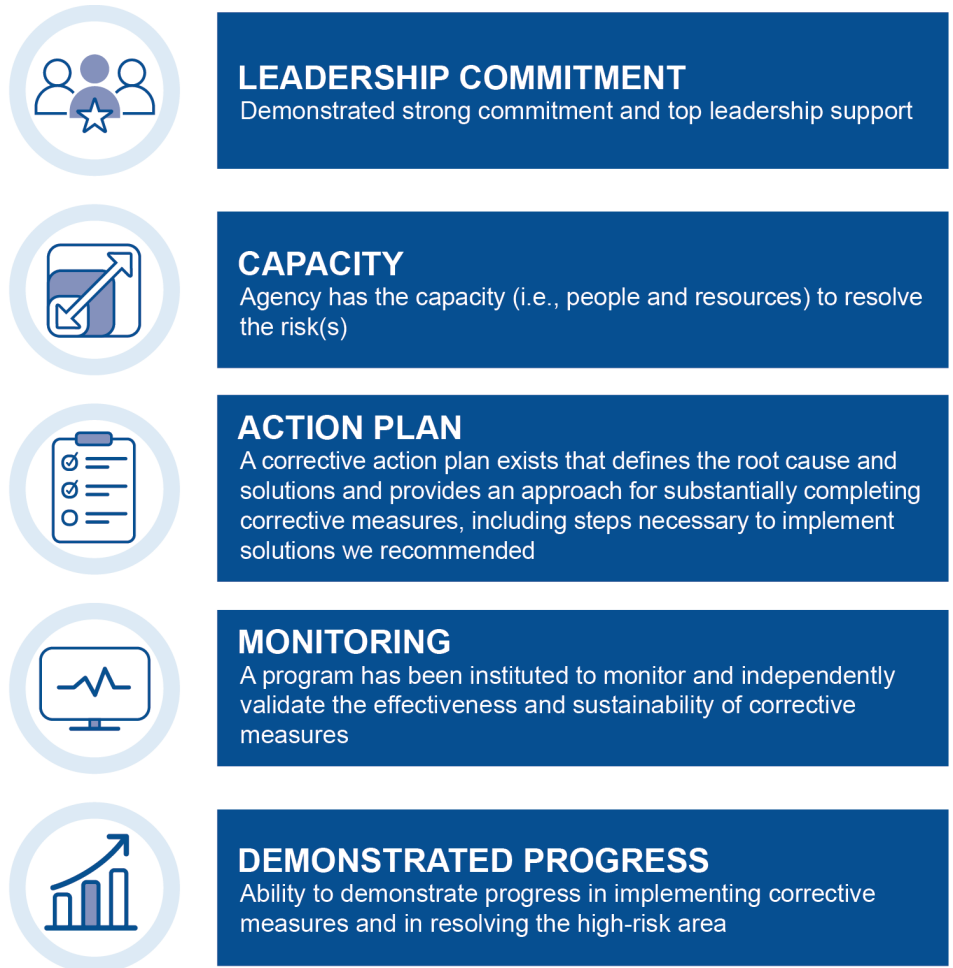 LEADERSHIP COMMITMENT
Demonstrated strong commitment and top leadership support
CAPACITY
Agency has the capacity (i.e., people and resources) to resolve
the risk(s)
ACTION PLAN
A corrective action plan exists that defines the root cause and
solutions and provides an approach for substantially completing
corrective measures, including steps necessary to implement
solutions we recommended
MONITORING
A program has been instituted to monitor and independently
validate the effectiveness and sustainability of corrective
measures
DEMONSTRATED PROGRESS
Ability to demonstrate progress in implementing corrective
measures and in resolving the high-risk area